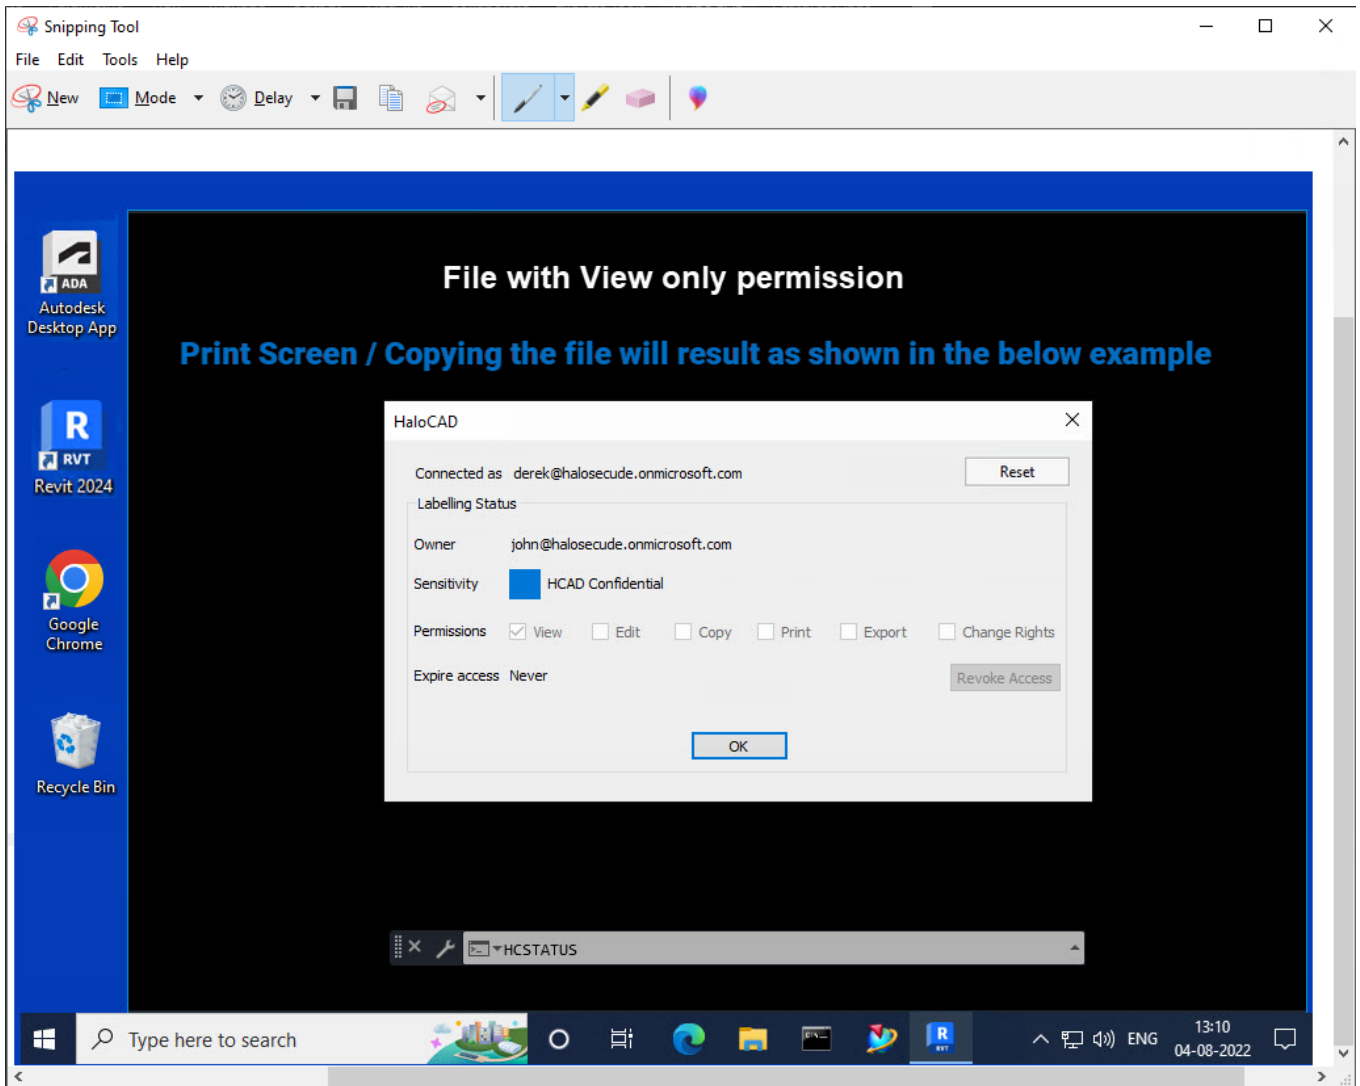 Snipping Tool
File Edit Tools Help
New Mode Delay
ADA
Autodesk
Desktop App
File with View only permission
Print Screen / Copying the file will result as shown in the below example
R
RVT
Revit 2024
HaloCAD
Connected as derek@halosecude.onmicrosoft.com Reset
Labelling Status
Owner john@halosecude.onmicrosoft.com
Sensitivity HCAD Confidential
Permissions View Edit Copy Print Export Change Rights
Expire access Never Revoke Access
OK
Google
Chrome
Recycle Bin
HCSTATUS
Type here to search
R
RVT
ENG
13:10
04-08-2022